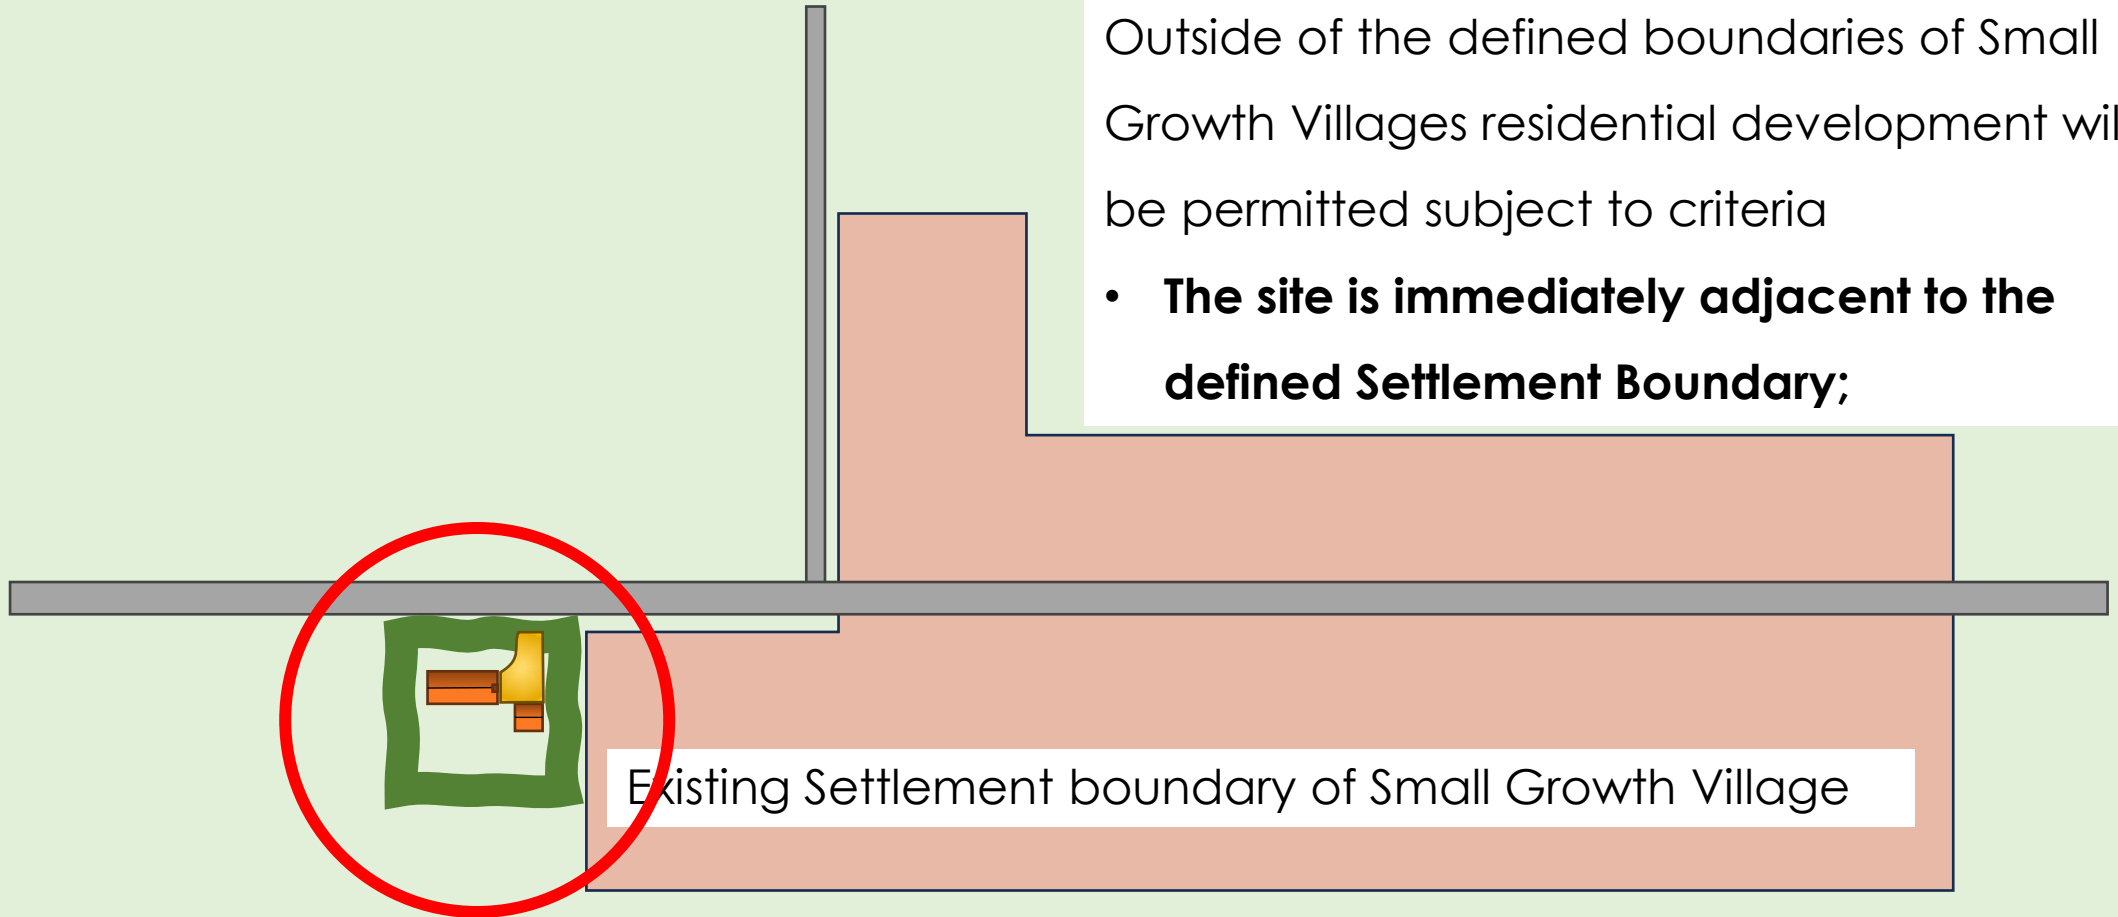 Outside of the defined boundaries of Small
Growth Villages residential development wil
be permitted subject to criteria
• The site is immediately adjacent to the
defined Settlement Boundary;
Existing Settlement boundary of Small Growth Village